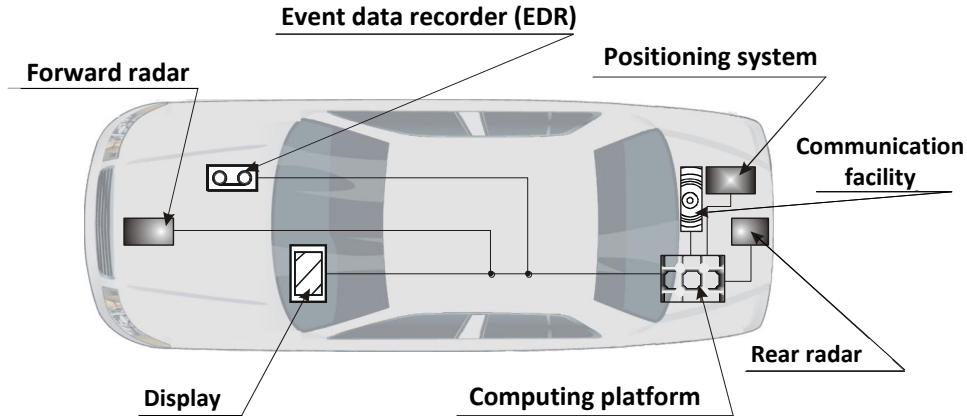 Event data recorder (EDR)
Positioning system
Forward radar
Communication
facility
Rear radar
Display
Computing platform